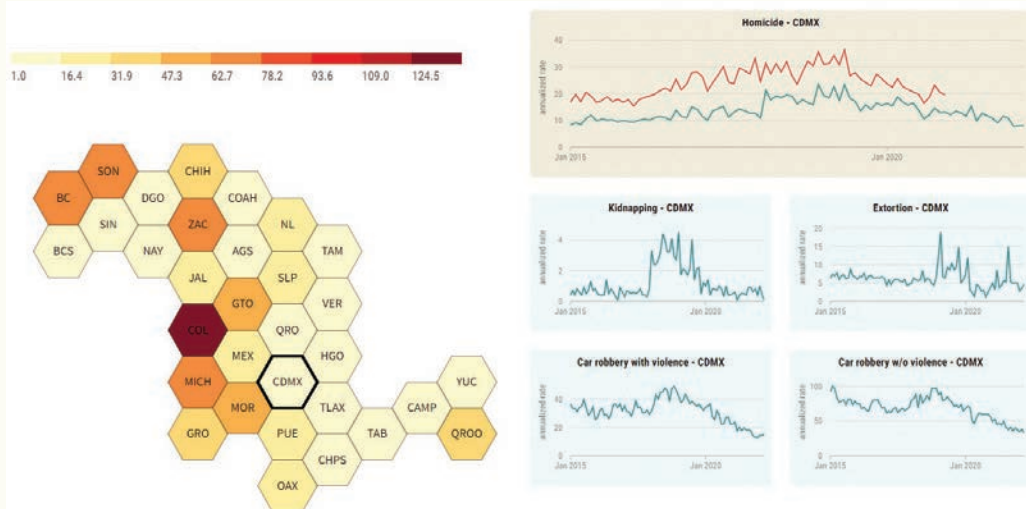 1.0 16.4 31.9 47.3 62.7 78.2 93.6 109.0 124.5
SON CHIH
BC DGO COAH
SIN ZAC NL
BCS NAY AGS TAM
JAL SLP
GTO VER
COL QRO
MEX HGO
MICH CDMX YUC
MOR TLAX CAMP
GRO PUE TAB QROO
CHPS
OAX
Homicide - CDMX
annualized rate
40
30
20
10
0
Jan 2015 Jan 2020
Kidnapping - CDMX
annualized rate
4
2
0
Jan 2015 Jan 2020
Extortion - CDMX
annualized rate
20
15
10
5
0
Jan 2015 Jan 2020
Car robbery with violence - CDMX
annualized rate
40
20
0
Jan 2015 Jan 2020
Car robbery w/o violence - CDMX
annualized rate
100
50
0
Jan 2015 Jan 2020